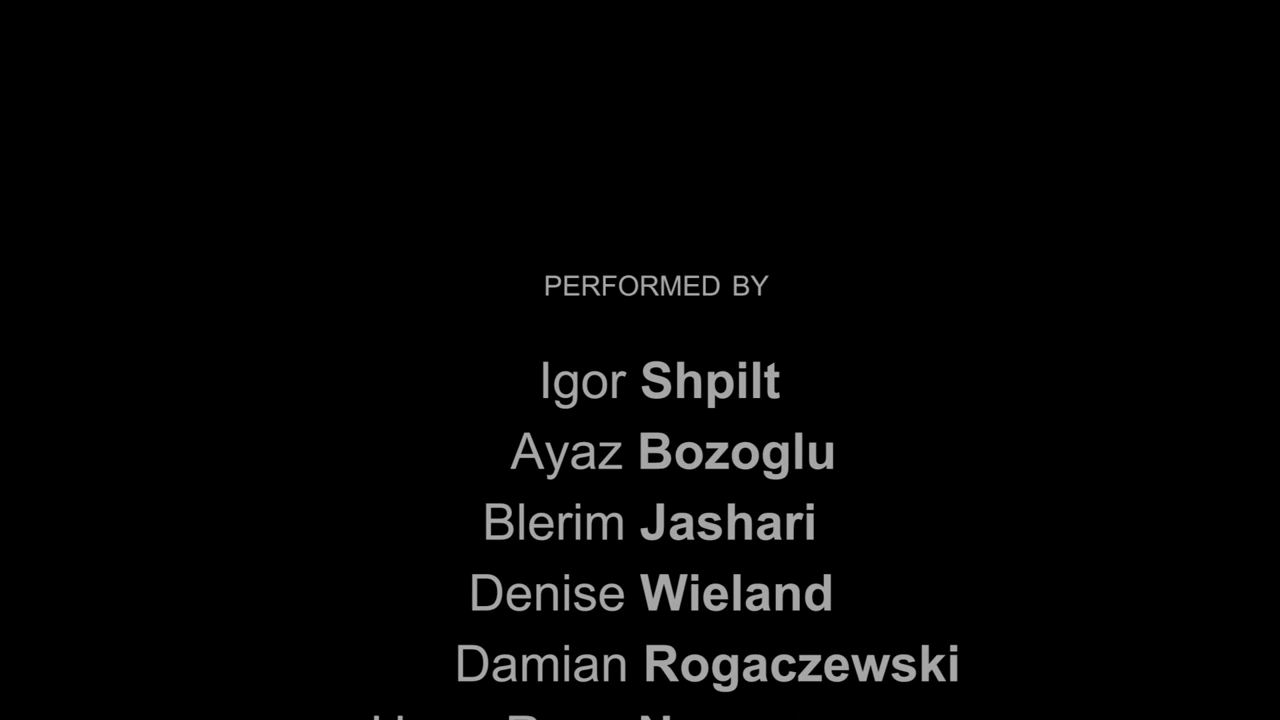 PERFORMED BY
Igor Shpilt
Ayaz Bozoglu
Blerim Jashari
Denise Wieland
Damian Rogaczewski